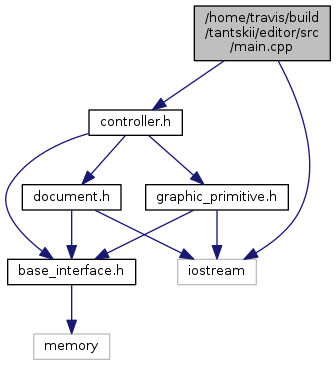 /home/travis/build
/tantskii/editor/src
/main.cpp
controller.h
document.h
graphic_primitive.h
base_interface.h
iostream
memory